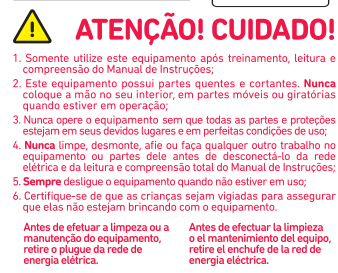 ATENÇÃO! CUIDADO!
1. Somente utilize este equipamento após treinamento, leitura e
compreensão do Manual de Instruções;
2. Este equipamento possui partes quentes e cortantes. Nunca
coloque a mão no seu interior, em partes móveis ou giratórias
quando estiver em operação;
3. Nunca opere o equipamento sem que todas as partes e proteções
estejam em seus devidos lugares e em perfeitas condições de uso;
4. Nunca limpe, desmonte, afie ou faça qualquer outro trabalho no
equipamento ou partes dele antes de desconectá-lo da rede
elétrica e da leitura e compreensão total do Manual de Instruções;
5. Sempre desligue o equipamento quando não estiver em uso;
6. Certifique-se de que as crianças sejam vigiadas para assegurar
que elas não estejam brincando com o equipamento.
Antes de efetuar a limpeza ou a
manutenção do equipamento,
retire o plugue da rede de
energia elétrica.
Antes de efectuar la limpieza
o el mantenimiento del equipo,
retire el enchufe de la red de
energía eléctrica.